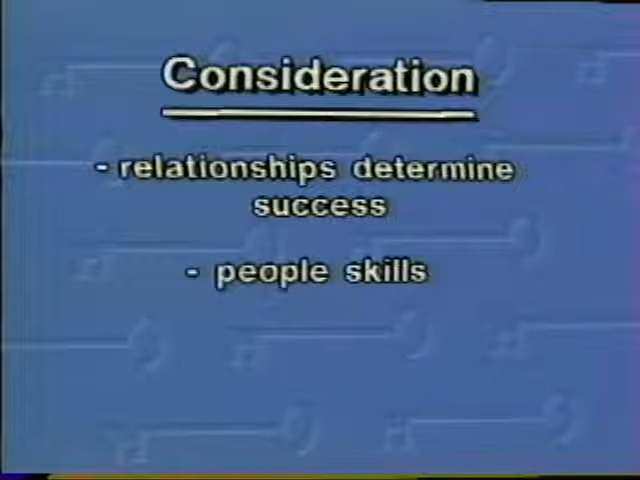 Consideration
- relationships determine
success
- people skills